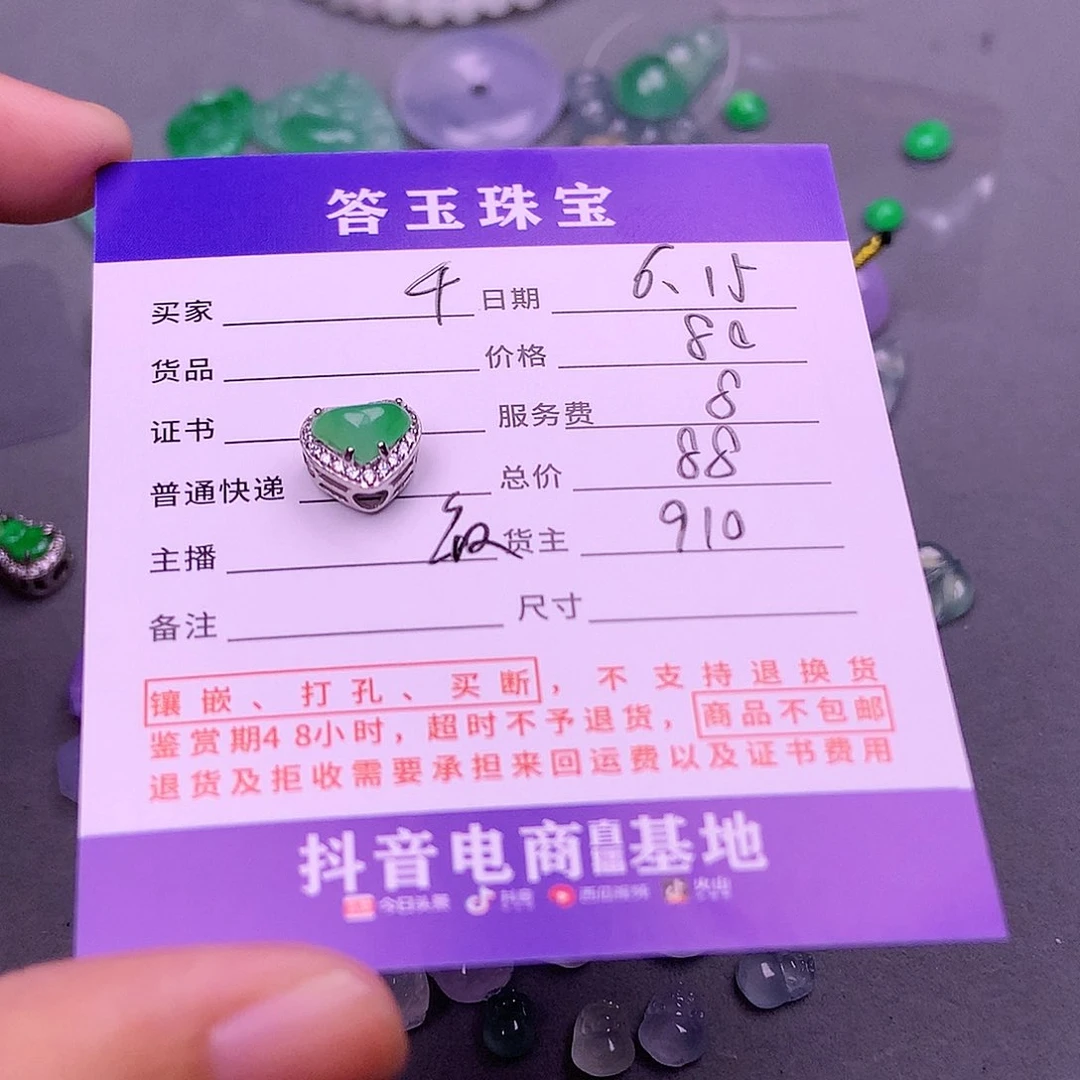 答玉珠宝
买家 4 日期 6、15
货品 价格 80
证书 服务费 8
普通快递 总价 88
主播 货主 910
备注 尺寸
镶嵌、打孔、买断，不支持退换货
鉴赏期48小时，超时不予退货，商品不包邮
退货及拒收需要承担来回运费以及证书费用
抖音电商直播基地
今日头条 抖音 西瓜视频 火山